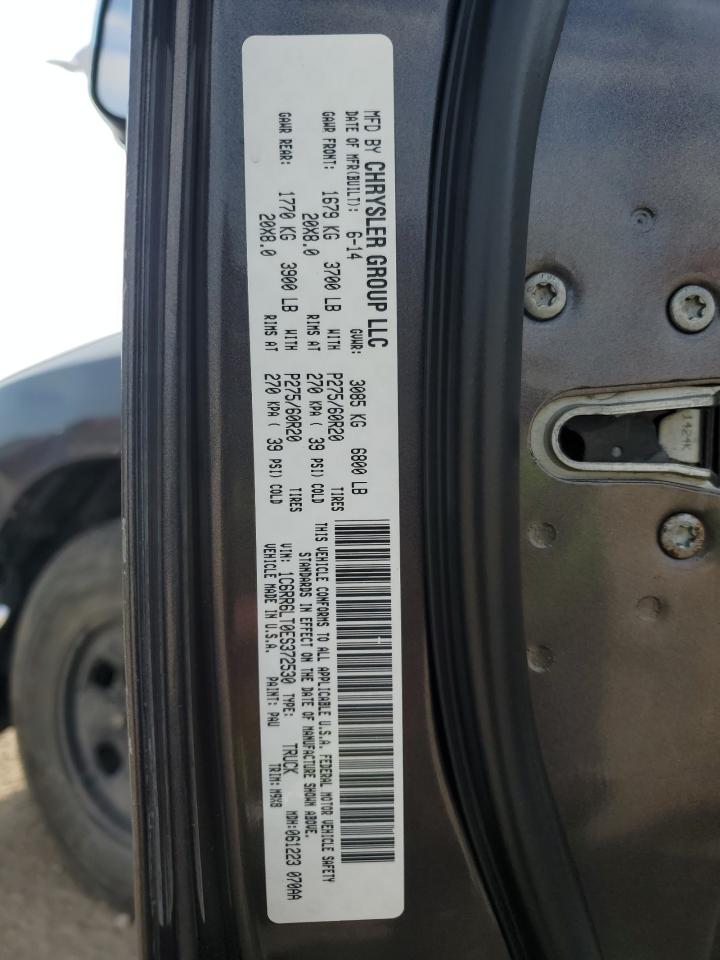 MFD BY CHRYSLER GROUP LLC
DATE OF MFR(BUILT): 6-14 GVWR: 3085 KG 6800 LB
GAWR FRONT: 1679 KG 3700 LB WITH P275/60R20 TIRES
20X8.0 RIMS AT 270 KPA ( 39 PSI) COLD
GAWR REAR: 1770 KG 3900 LB WITH P275/60R20 TIRES
20X8.0 RIMS AT 270 KPA ( 39 PSI) COLD
THIS VEHICLE CONFORMS TO ALL APPLICABLE U.S.A. FEDERAL MOTOR VEHICLE SAFETY
STANDARDS IN EFFECT ON THE DATE OF MANUFACTURE SHOWN ABOVE.
VIN: 1C6RR6LT0ES372530 TYPE: TRUCK MDH:061223 070AA
VEHICLE MADE IN U.S.A. PAINT: PAU TRIM: M9X8
1424K